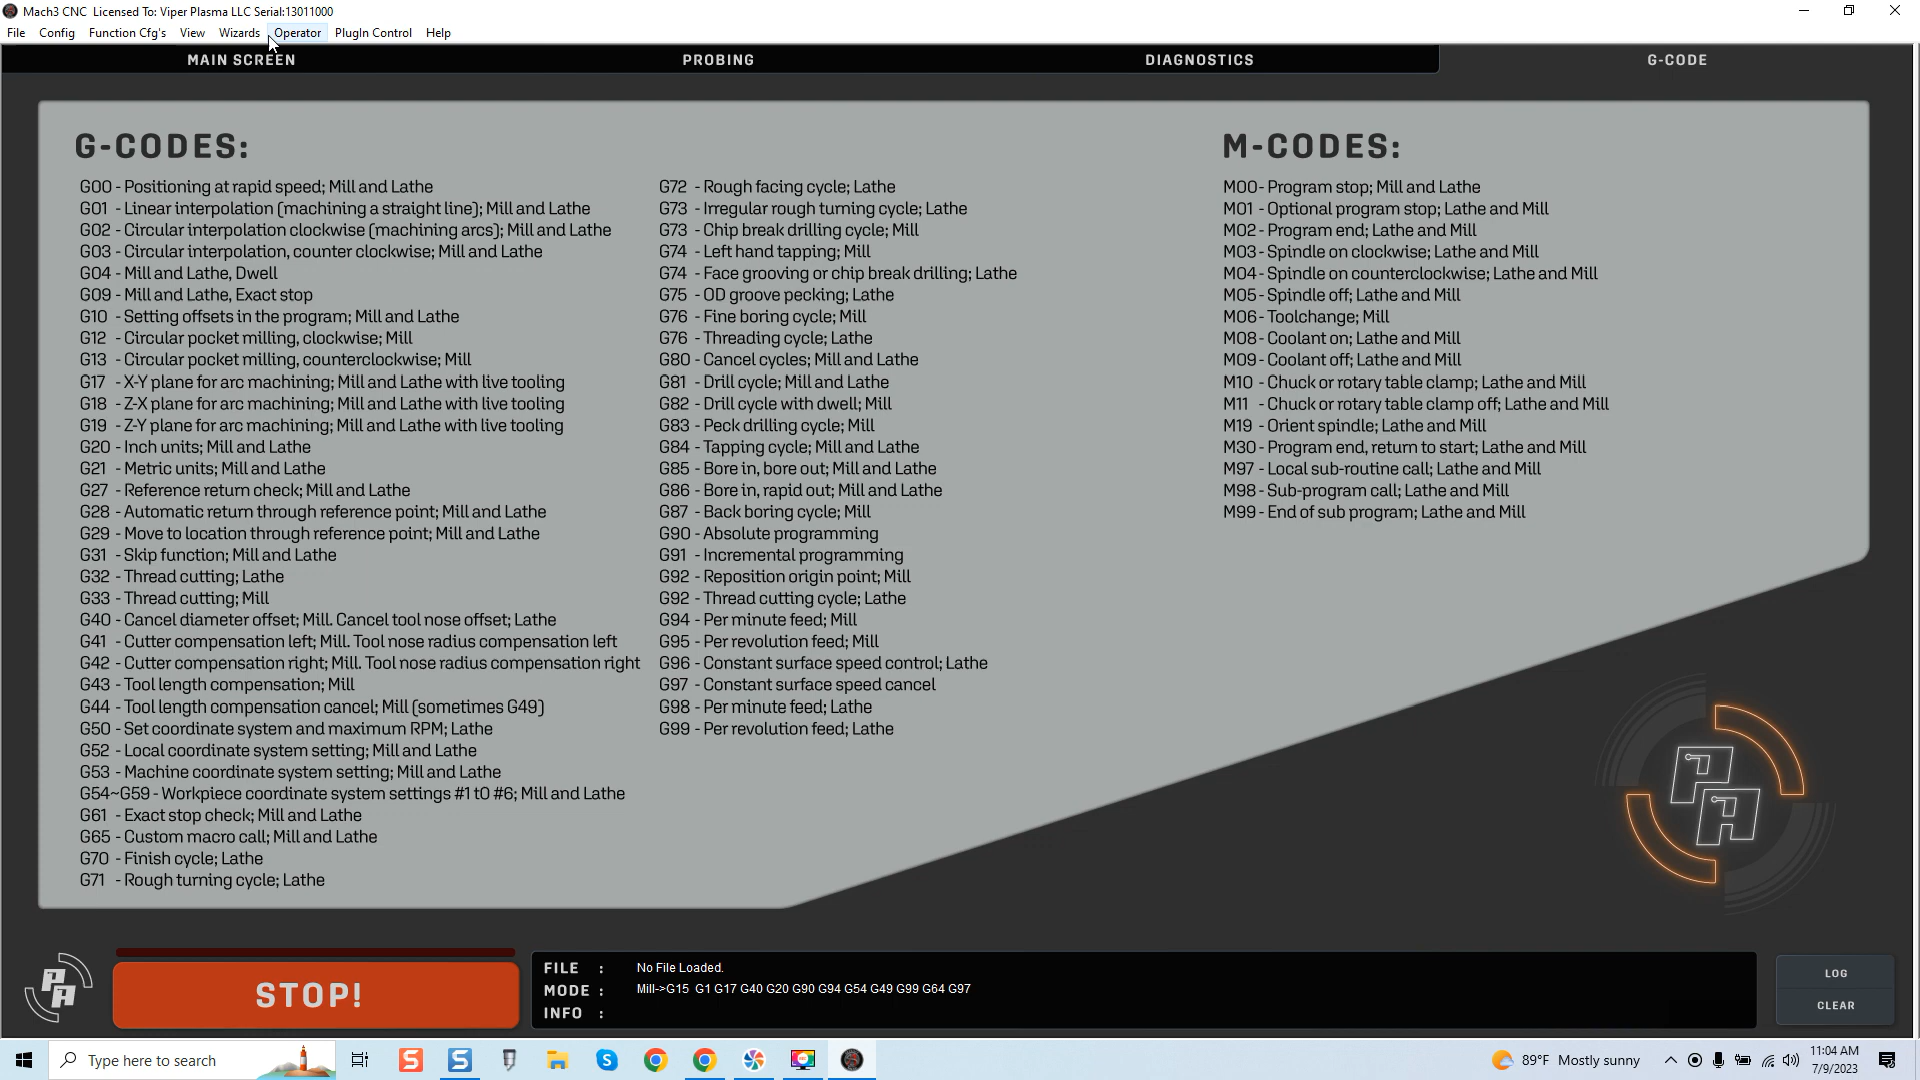 Mach3 CNC  Licensed To: Viper Plasma LLC Serial:13011000
File Config Function Cfg's View Wizards Operator PlugIn Control Help
MAIN SCREEN PROBING DIAGNOSTICS G-CODE
G-CODES:
G00 - Positioning at rapid speed; Mill and Lathe
G01 - Linear interpolation (machining a straight line); Mill and Lathe
G02 - Circular interpolation clockwise (machining arcs); Mill and Lathe
G03 - Circular interpolation, counter clockwise; Mill and Lathe
G04 - Mill and Lathe, Dwell
G09 - Mill and Lathe, Exact stop
G10 - Setting offsets in the program; Mill and Lathe
G12 - Circular pocket milling, clockwise; Mill
G13 - Circular pocket milling, counterclockwise; Mill
G17 - X-Y plane for arc machining; Mill and Lathe with live tooling
G18 - Z-X plane for arc machining; Mill and Lathe with live tooling
G19 - Z-Y plane for arc machining; Mill and Lathe with live tooling
G20 - Inch units; Mill and Lathe
G21 - Metric units; Mill and Lathe
G27 - Reference return check; Mill and Lathe
G28 - Automatic return through reference point; Mill and Lathe
G29 - Move to location through reference point; Mill and Lathe
G31 - Skip function; Mill and Lathe
G32 - Thread cutting; Lathe
G33 - Thread cutting; Mill
G40 - Cancel diameter offset; Mill. Cancel tool nose offset; Lathe
G41 - Cutter compensation left; Mill. Tool nose radius compensation left
G42 - Cutter compensation right; Mill. Tool nose radius compensation right
G43 - Tool length compensation; Mill
G44 - Tool length compensation cancel; Mill (sometimes G49)
G50 - Set coordinate system and maximum RPM; Lathe
G52 - Local coordinate system setting; Mill and Lathe
G53 - Machine coordinate system setting; Mill and Lathe
G54~G59 - Workpiece coordinate system settings #1 t0 #6; Mill and Lathe
G61 - Exact stop check; Mill and Lathe
G65 - Custom macro call; Mill and Lathe
G70 - Finish cycle; Lathe
G71 - Rough turning cycle; Lathe
G72 - Rough facing cycle; Lathe
G73 - Irregular rough turning cycle; Lathe
G73 - Chip break drilling cycle; Mill
G74 - Left hand tapping; Mill
G74 - Face grooving or chip break drilling; Lathe
G75 - OD groove pecking; Lathe
G76 - Fine boring cycle; Mill
G76 - Threading cycle; Lathe
G80 - Cancel cycles; Mill and Lathe
G81 - Drill cycle; Mill and Lathe
G82 - Drill cycle with dwell; Mill
G83 - Peck drilling cycle; Mill
G84 - Tapping cycle; Mill and Lathe
G85 - Bore in, bore out; Mill and Lathe
G86 - Bore in, rapid out; Mill and Lathe
G87 - Back boring cycle; Mill
G90 - Absolute programming
G91 - Incremental programming
G92 - Reposition origin point; Mill
G92 - Thread cutting cycle; Lathe
G94 - Per minute feed; Mill
G95 - Per revolution feed; Mill
G96 - Constant surface speed control; Lathe
G97 - Constant surface speed cancel
G98 - Per minute feed; Lathe
G99 - Per revolution feed; Lathe
M-CODES:
M00 - Program stop; Mill and Lathe
M01 - Optional program stop; Lathe and Mill
M02 - Program end; Lathe and Mill
M03 - Spindle on clockwise; Lathe and Mill
M04 - Spindle on counterclockwise; Lathe and Mill
M05 - Spindle off; Lathe and Mill
M06 - Toolchange; Mill
M08 - Coolant on; Lathe and Mill
M09 - Coolant off; Lathe and Mill
M10 - Chuck or rotary table clamp; Lathe and Mill
M11 - Chuck or rotary table clamp off; Lathe and Mill
M19 - Orient spindle; Lathe and Mill
M30 - Program end, return to start; Lathe and Mill
M97 - Local sub-routine call; Lathe and Mill
M98 - Sub-program call; Lathe and Mill
M99 - End of sub program; Lathe and Mill
PA
PA
STOP!
FILE : No File Loaded.
MODE : Mill->G15  G1 G17 G40 G20 G90 G94 G54 G49 G99 G64 G97
INFO :
LOG
CLEAR
Type here to search
89°F Mostly sunny
11:04 AM
7/9/2023